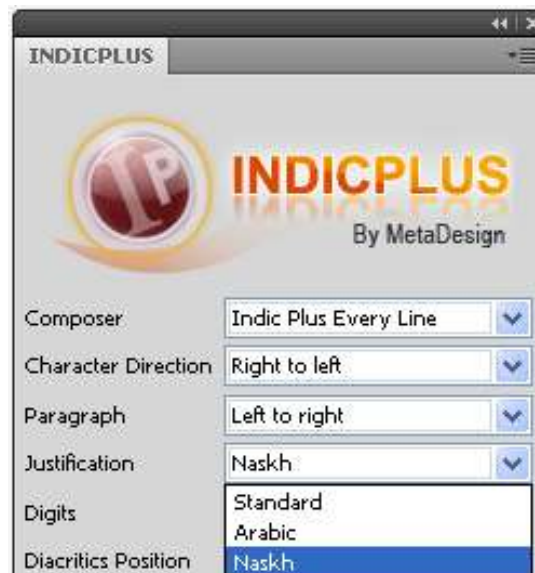 INDICPLUS
IP
INDICPLUS
By MetaDesign
Composer Indic Plus Every Line
Character Direction Right to left
Paragraph Left to right
Justification Naskh
Digits Standard
Arabic
Diacritics Position Naskh